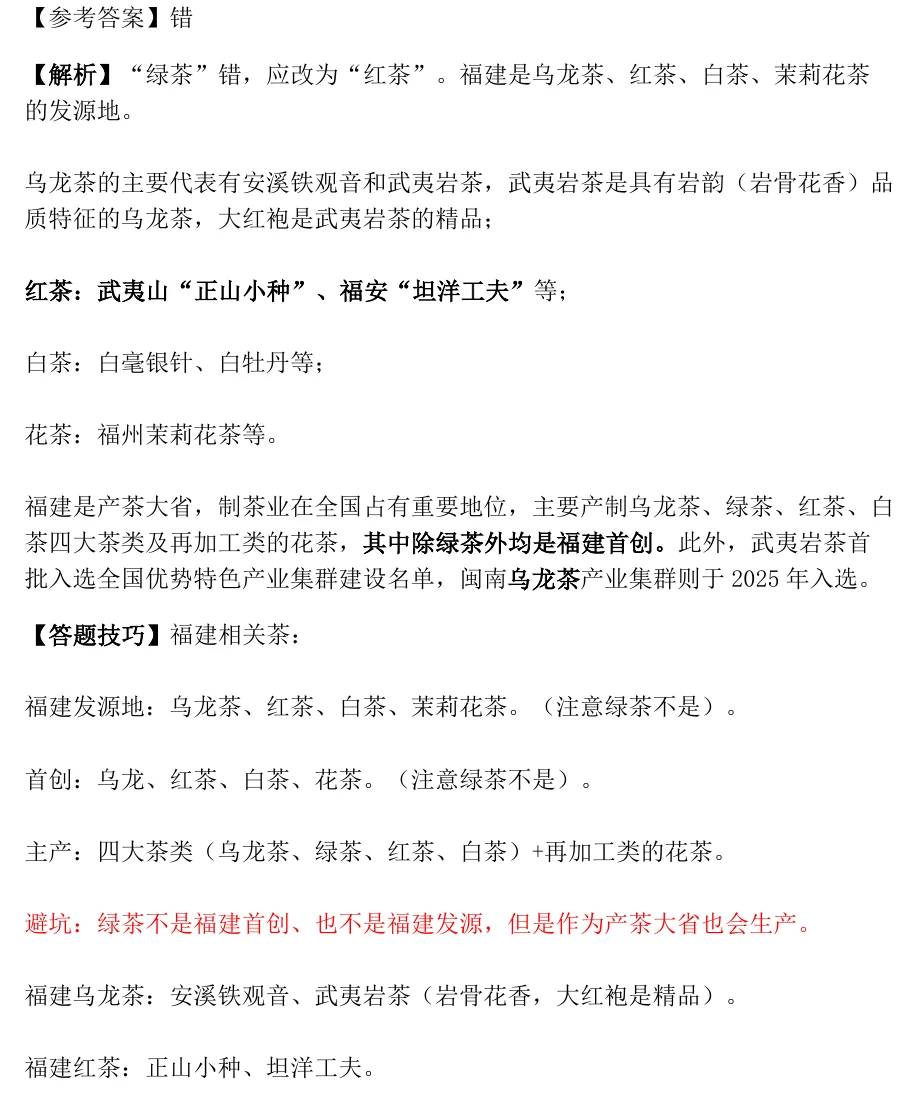 【参考答案】错
【解析】“绿茶”错，应改为“红茶”。福建是乌龙茶、红茶、白茶、茉莉花茶
的发源地。
乌龙茶的主要代表有安溪铁观音和武夷岩茶，武夷岩茶是具有岩韵（岩骨花香）品
质特征的乌龙茶，大红袍是武夷岩茶的精品；
红茶：武夷山“正山小种”、福安“坦洋工夫”等；
白茶：白毫银针、白牡丹等；
花茶：福州茉莉花茶等。
福建是产茶大省，制茶业在全国占有重要地位，主要产制乌龙茶、绿茶、红茶、白
茶四大茶类及再加工类的花茶，其中除绿茶外均是福建首创。此外，武夷岩茶首
批入选全国优势特色产业集群建设名单，闽南乌龙茶产业集群则于 2025 年入选。
【答题技巧】福建相关茶：
福建发源地：乌龙茶、红茶、白茶、茉莉花茶。（注意绿茶不是）。
首创：乌龙、红茶、白茶、花茶。（注意绿茶不是）。
主产：四大茶类（乌龙茶、绿茶、红茶、白茶）+再加工类的花茶。
避坑：绿茶不是福建首创、也不是福建发源，但是作为产茶大省也会生产。
福建乌龙茶：安溪铁观音、武夷岩茶（岩骨花香，大红袍是精品）。
福建红茶：正山小种、坦洋工夫。